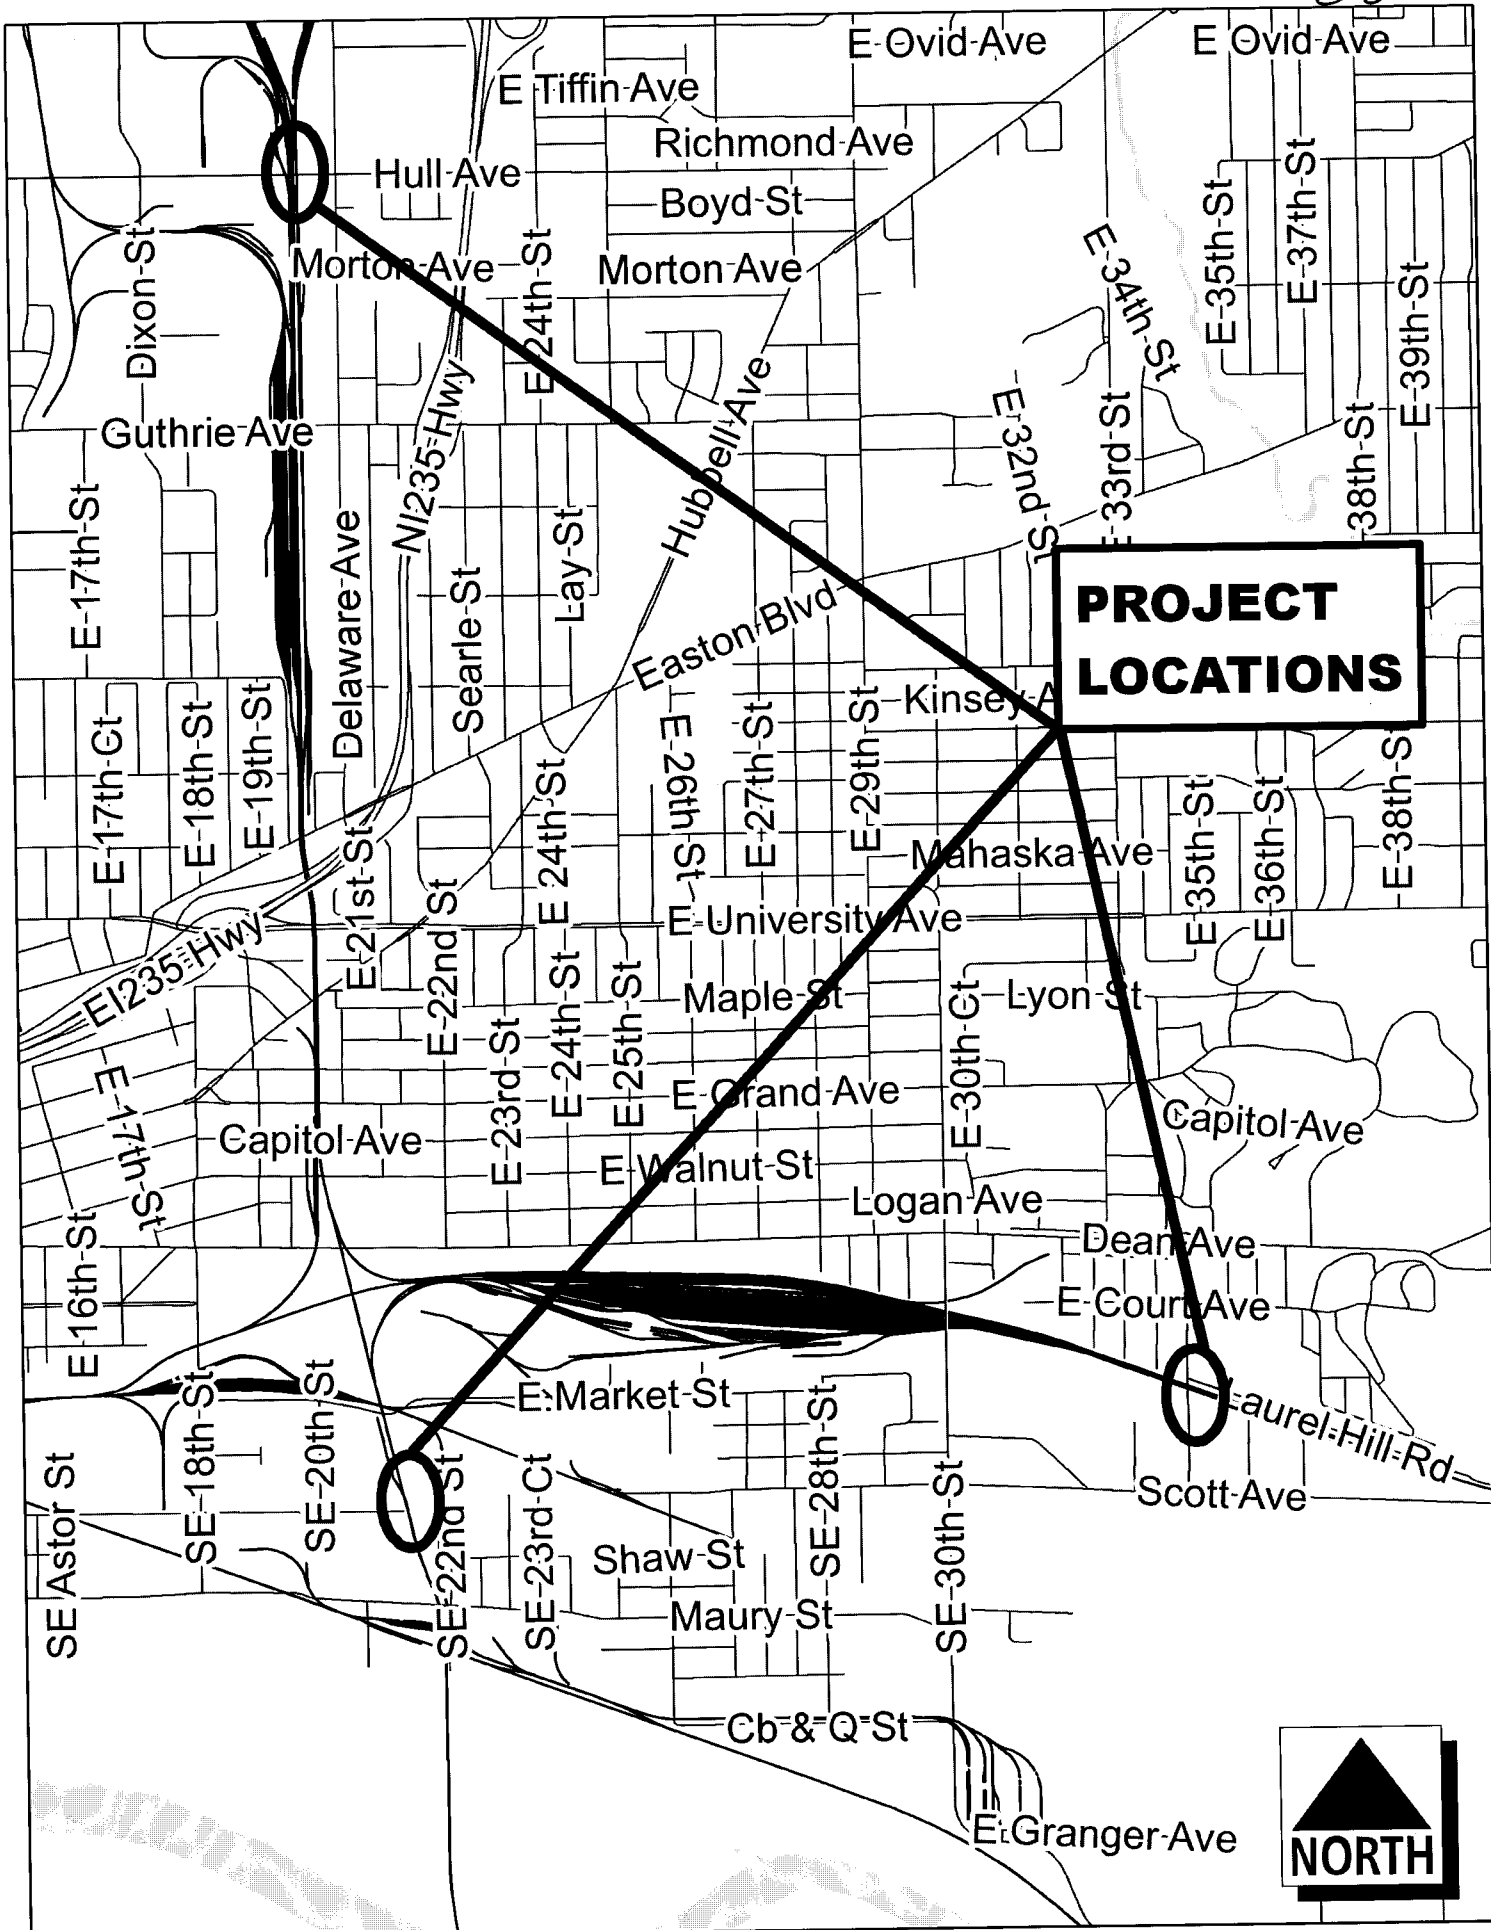 E Ovid Ave
E Ovid Ave
E Tiffin Ave
Richmond Ave
Hull Ave
Boyd St
E 37th St
E 35th St
Dixon St
Morton Ave
E 24th St
Morton Ave
E 34th St
E 39th St
Guthrie Ave
NI235 Hwy
Hubbell Ave
E 32nd St
E 33rd St
38th St
E 17th St
Delaware Ave
Searle St
Lay St
Easton Blvd
PROJECT
LOCATIONS
Kinsey A
E 17th Ct
E 18th St
E 19th St
E 24th St
E 26th St
E 27th St
E 29th St
E 38th St
Mahaska Ave
E 35th St
E 36th St
E 21st St
E 22nd St
E University Ave
EI235 Hwy
Maple St
Lyon St
E 23rd St
E 24th St
E 25th St
E 30th Ct
E 17th St
E Grand Ave
Capitol Ave
Capitol Ave
E Walnut St
Logan Ave
Dean Ave
E 16th St
E Court Ave
E Market St
Laurel Hill Rd
SE Astor St
SE 18th St
SE 20th St
SE 22nd St
SE 23rd Ct
SE 28th St
SE 30th St
Scott Ave
Shaw St
Maury St
Cb & Q St
E Granger Ave
NORTH